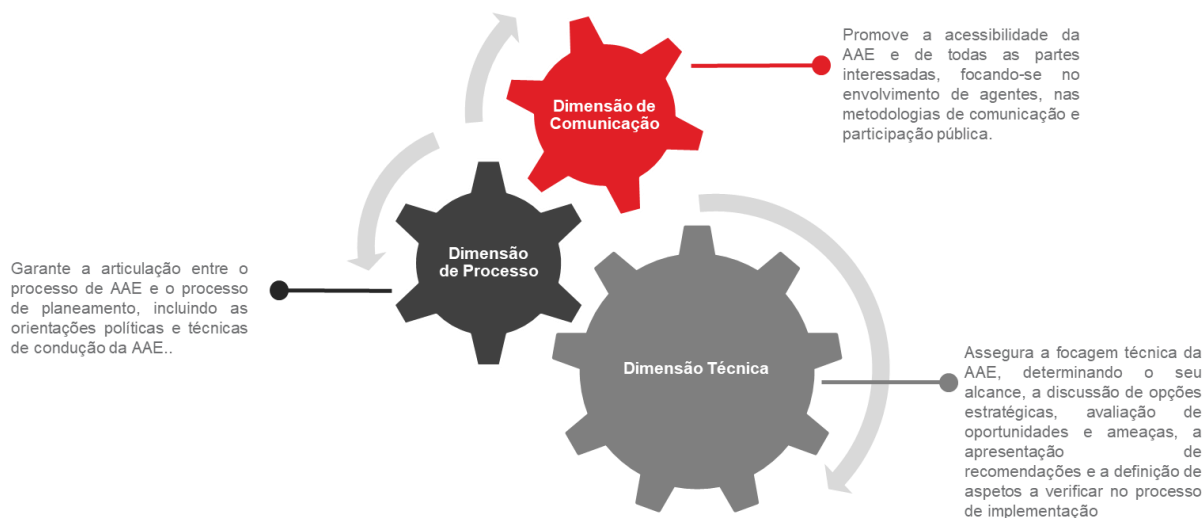 Promove a acessibilidade da
AAE e de todas as partes
interessadas, focando-se no
envolvimento de agentes, nas
metodologias de comunicação e
participação pública.
Dimensão de
Comunicação
Dimensão
de Processo
Garante a articulação entre o
processo de AAE e o processo
de planeamento, incluindo as
orientações políticas e técnicas
de condução da AAE..
Dimensão Técnica
Assegura a focagem técnica da
AAE, determinando o seu
alcance, a discussão de opções
estratégicas, avaliação de
oportunidades e ameaças, a
apresentação de
recomendações e a definição de
aspetos a verificar no processo
de implementação